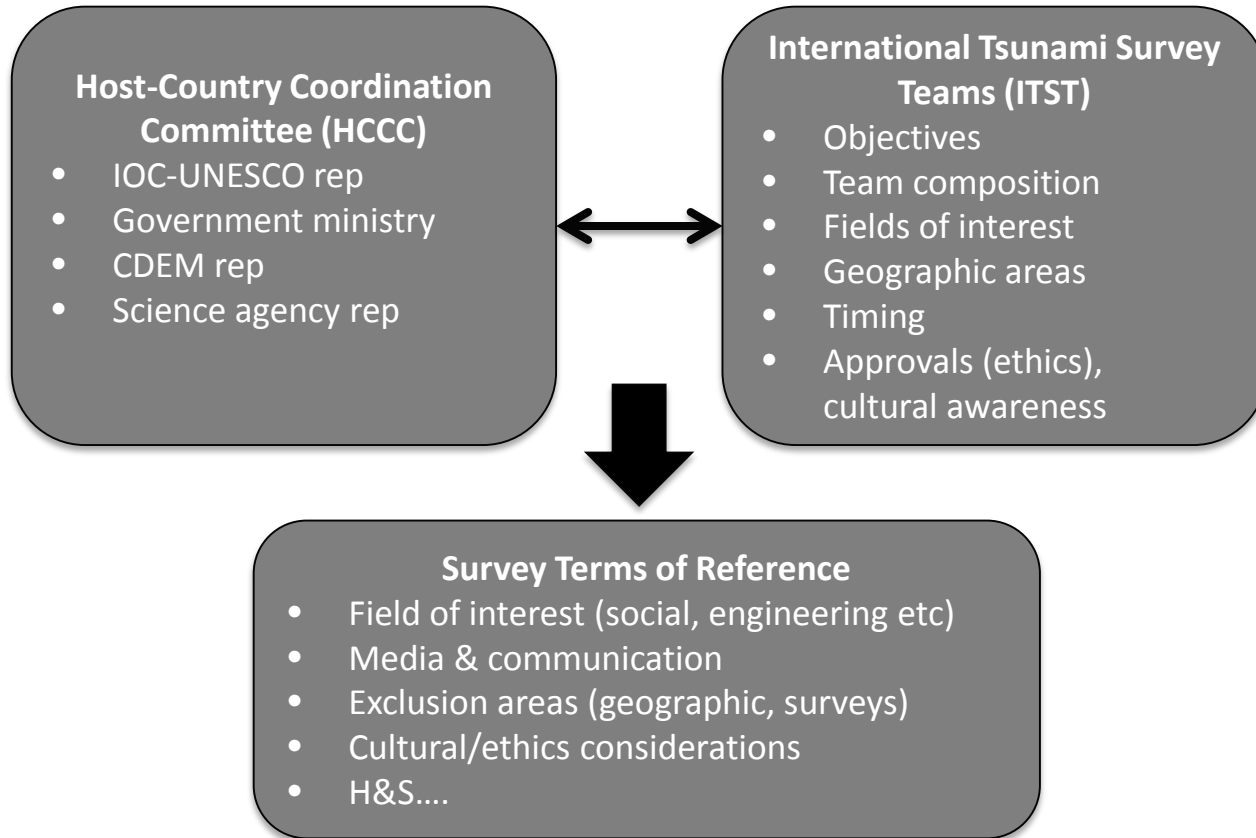 Host-Country Coordination
Committee (HCCC)
• IOC-UNESCO rep
• Government ministry
• CDEM rep
• Science agency rep
International Tsunami Survey
Teams (ITST)
• Objectives
• Team composition
• Fields of interest
• Geographic areas
• Timing
• Approvals (ethics),
cultural awareness
Survey Terms of Reference
• Field of interest (social, engineering etc)
• Media & communication
• Exclusion areas (geographic, surveys)
• Cultural/ethics considerations
• H&S....